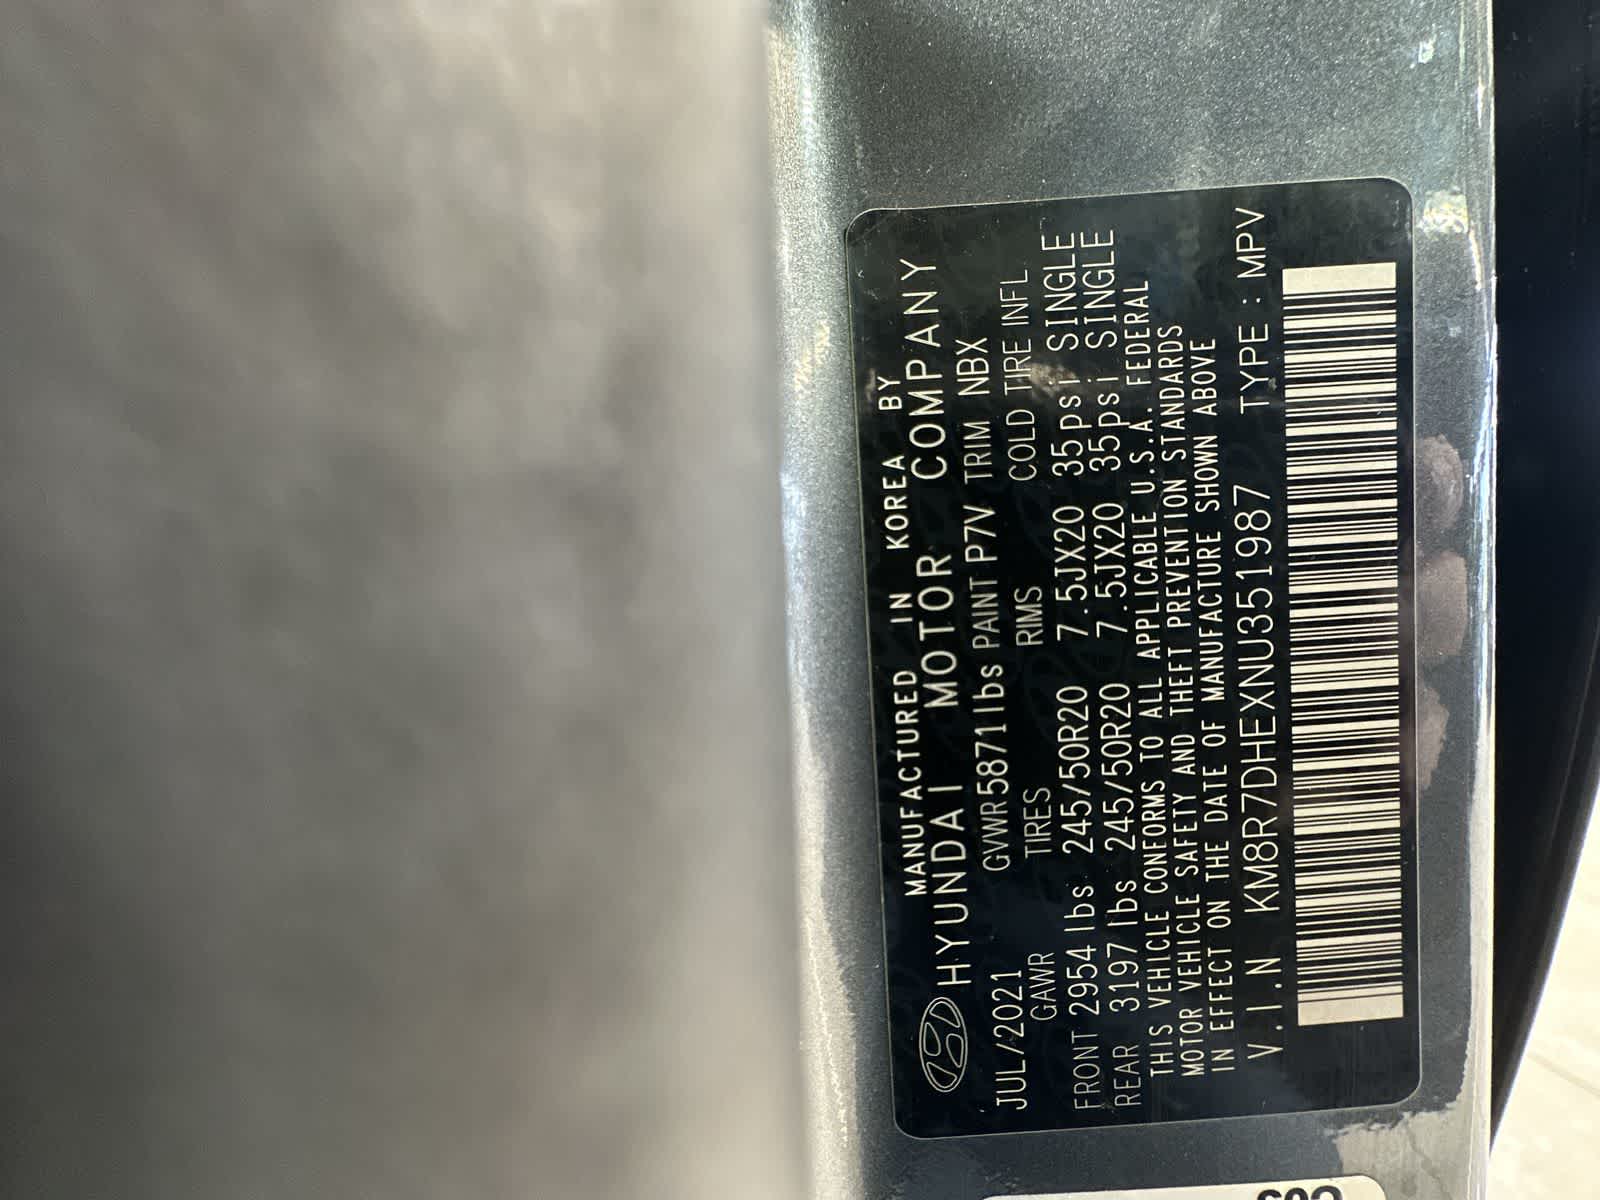 MANUFACTURED IN KOREA BY
HYUNDAI MOTOR COMPANY
JUL/2021 GVWR5871lbs PAINT P7V TRIM NBX
GAWR TIRES RIMS COLD TIRE INFL
FRONT 2954 lbs 245/50R20 7.5JX20 35psi SINGLE
REAR 3197 lbs 245/50R20 7.5JX20 35psi SINGLE
THIS VEHICLE CONFORMS TO ALL APPLICABLE U.S.A. FEDERAL
MOTOR VEHICLE SAFETY AND THEFT PREVENTION STANDARDS
IN EFFECT ON THE DATE OF MANUFACTURE SHOWN ABOVE
V.I.N KM8R7DHEXNU351987 TYPE : MPV